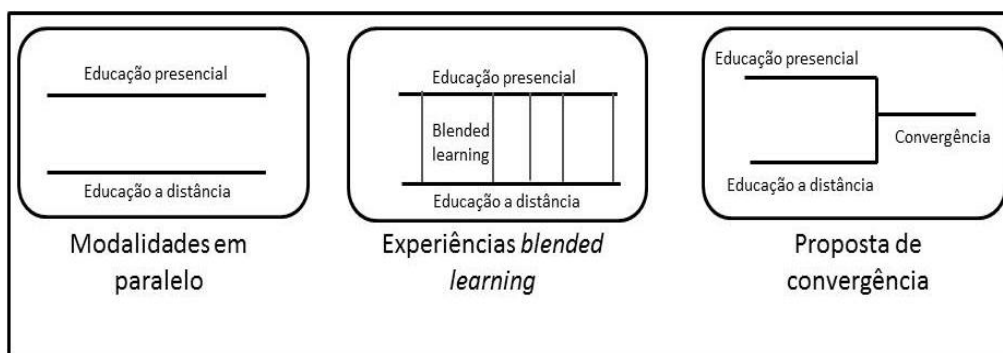 Educação presencial
Educação a distância
Modalidades em
paralelo
Educação presencial
Blended
learning
Educação a distância
Experiências blended
learning
Educação presencial
Convergência
Educação a distância
Proposta de
convergência